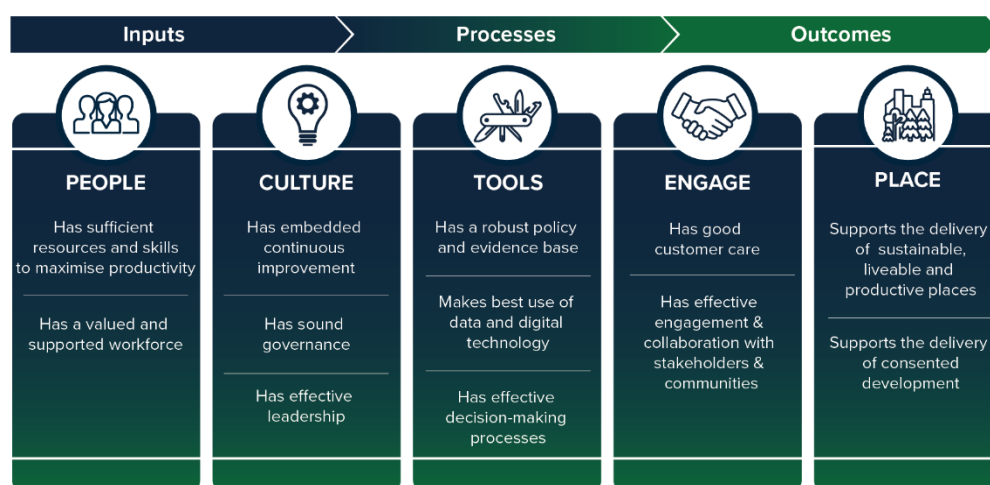 Inputs
Processes
Outcomes
PEOPLE
Has sufficient
resources and skills
to maximise productivity
Has a valued and
supported workforce
CULTURE
Has embedded
continuous
improvement
Has sound
governance
Has effective
leadership
TOOLS
Has a robust policy
and evidence base
Makes best use of
data and digital
technology
Has effective
decision-making
processes
ENGAGE
Has good
customer care
Has effective
engagement &
collaboration with
stakeholders &
communities
PLACE
Supports the delivery
of sustainable,
liveable and
productive places
Supports the delivery
of consented
development